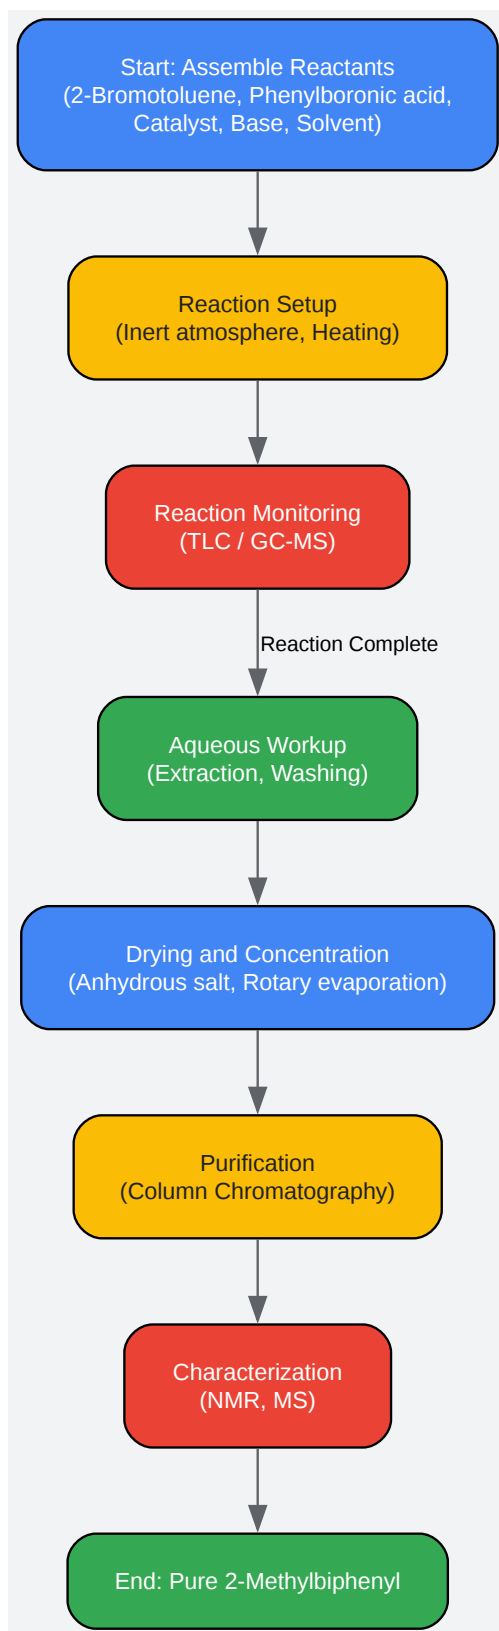 Start: Assemble Reactants
(2-Bromotoluene, Phenylboronic acid,
Catalyst, Base, Solvent)
Reaction Setup
(Inert atmosphere, Heating)
Reaction Monitoring
(TLC / GC-MS)
Reaction Complete
Aqueous Workup
(Extraction, Washing)
Drying and Concentration
(Anhydrous salt, Rotary evaporation)
Purification
(Column Chromatography)
Characterization
(NMR, MS)
End: Pure 2-Methylbiphenyl